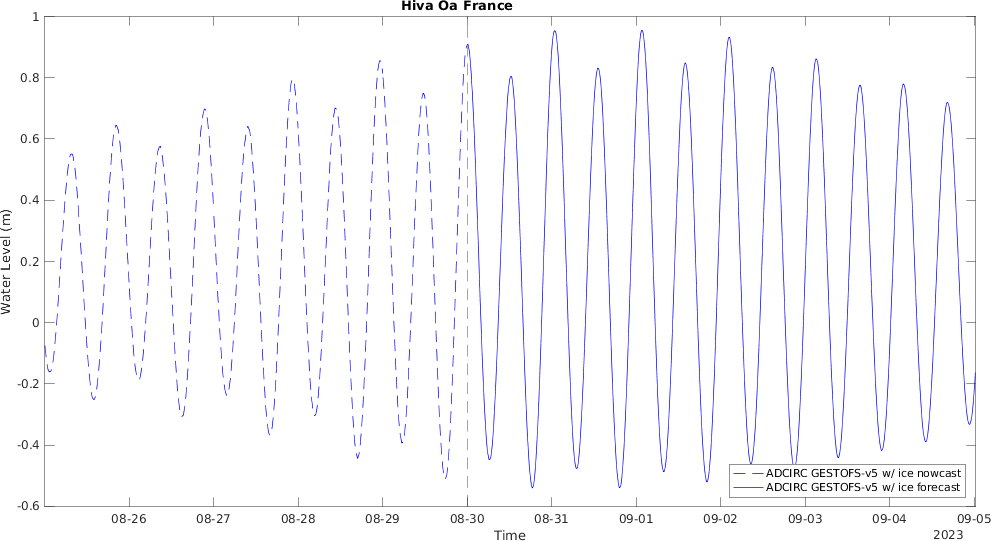 Hiva Oa France
1
0.8
0.6
0.4
0.2
0
-0.2
-0.4
-0.6
Water Level (m)
ADCIRC GESTOFS-v5 w/ ice nowcast
ADCIRC GESTOFS-v5 w/ ice forecast
08-26 08-27 08-28 08-29 08-30 08-31 09-01 09-02 09-03 09-04 09-05
Time
2023